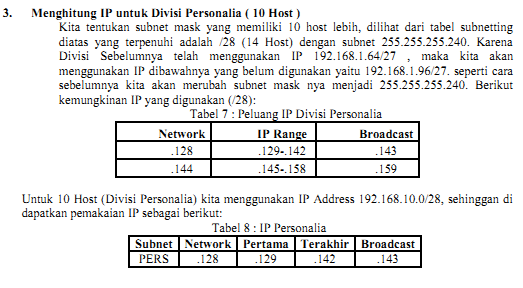 3. Menghitung IP untuk Divisi Personalia ( 10 Host )
Kita tentukan subnet mask yang memiliki 10 host lebih, dilihat dari tabel subnetting
diatas yang terpenuhi adalah /28 (14 Host) dengan subnet 255.255.255.240. Karena
Divisi Sebelumnya telah menggunakan IP 192.168.1.64/27 , maka kita akan
menggunakan IP dibawahnya yang belum digunakan yaitu 192.168.1.96/27. seperti cara
sebelumnya kita akan merubah subnet mask nya menjadi 255.255.255.240. Berikut
kemungkinan IP yang digunakan (/28):
Tabel 7 : Peluang IP Divisi Personalia
Network IP Range Broadcast
.128 .129-.142 .143
.144 .145-.158 .159
Untuk 10 Host (Divisi Personalia) kita menggunakan IP Address 192.168.10.0/28, sehinggan di
dapatkan pemakaian IP sebagai berikut:
Tabel 8 : IP Personalia
Subnet Network Pertama Terakhir Broadcast
PERS .128 .129 .142 .143